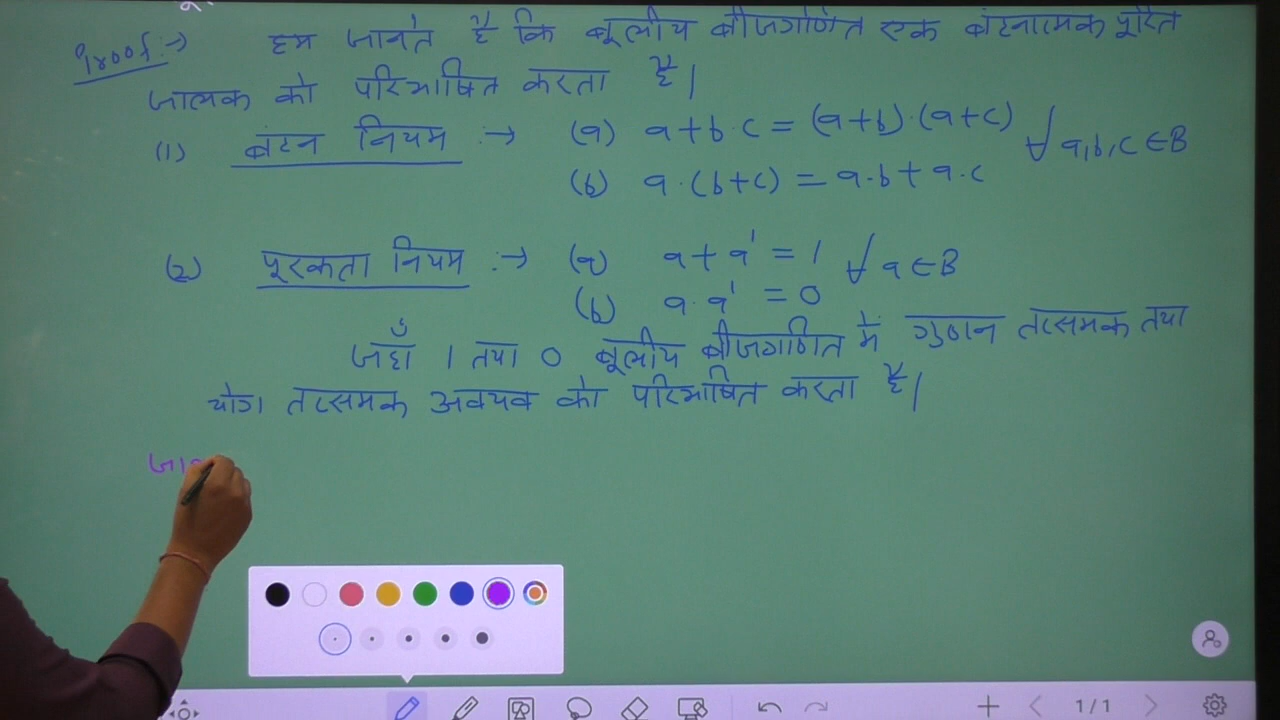 Proof :→ हम जानते है कि बूलीय बीजगणित एक बंटनात्मक पूरित
जालक को परिभाषित करता है।
(1) बंटन नियम :→ (a) a+b·c = (a+b)·(a+c) ∀ a,b,c ∈ B
(b) a·(b+c) = a·b+a·c
(2) पूरकता नियम :→ (a) a+a' = 1 ∀ a ∈ B
(b) a·a' = 0
जहाँ 1 तथा 0 बूलीय बीजगणित में गुणन तत्समक तथा
योग तत्समक अवयव को परिभाषित करता है।
1/1